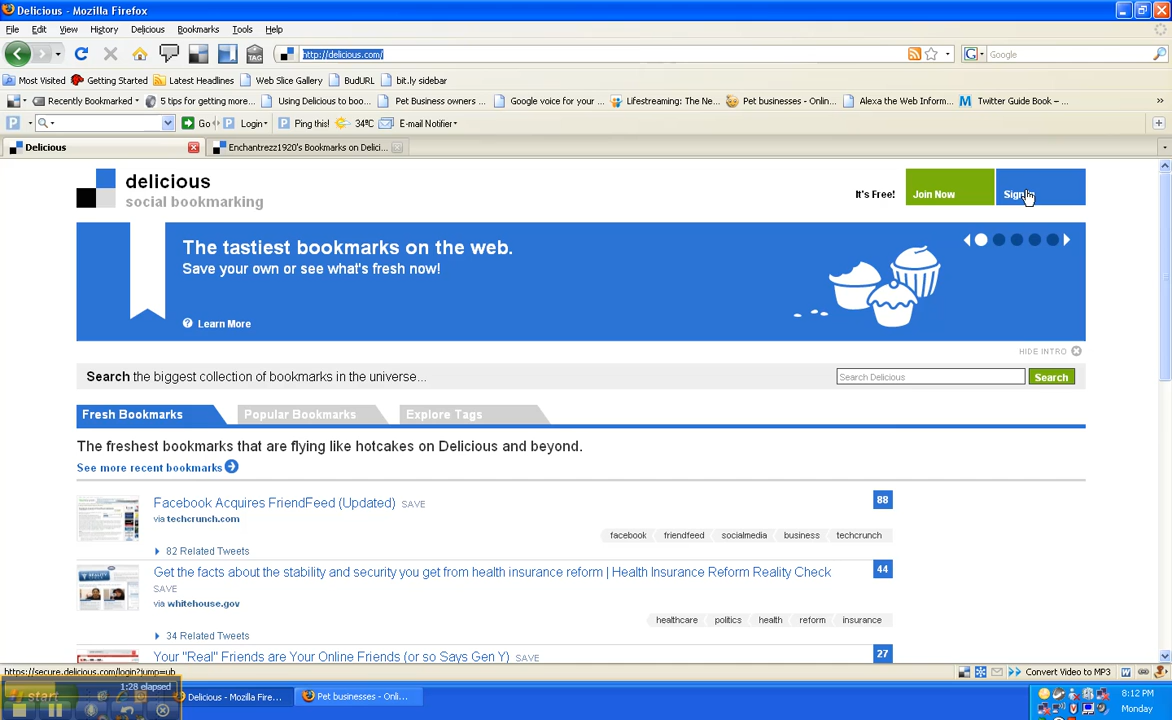 Delicious - Mozilla Firefox
File Edit View History Delicious Bookmarks Tools Help
TAG http://delicious.com/ Google
Most Visited Getting Started Latest Headlines Web Slice Gallery BudURL bit.ly sidebar
Recently Bookmarked 5 tips for getting more... Using Delicious to boo... Pet Business owners ... Google voice for your ... Lifestreaming: The Ne... Pet businesses - Onlin... Alexa the Web Inform... Twitter Guide Book – ... »
Go Login Ping this! 34ºC E-mail Notifier
Delicious Enchantrezz1920's Bookmarks on Delici...
delicious
social bookmarking
It's Free! Join Now Sign
The tastiest bookmarks on the web.
Save your own or see what's fresh now!
Learn More
HIDE INTRO
Search the biggest collection of bookmarks in the universe... Search Delicious Search
Fresh Bookmarks Popular Bookmarks Explore Tags
The freshest bookmarks that are flying like hotcakes on Delicious and beyond.
See more recent bookmarks
Facebook Acquires FriendFeed (Updated) SAVE 88
via techcrunch.com
facebook friendfeed socialmedia business techcrunch
82 Related Tweets
Get the facts about the stability and security you get from health insurance reform | Health Insurance Reform Reality Check 44
SAVE
via whitehouse.gov
healthcare politics health reform insurance
34 Related Tweets
Your "Real" Friends are Your Online Friends (or so Says Gen Y) SAVE 27
https://secure.delicious.com/login?jump=ub Convert Video to MP3
1:28 elapsed
start Delicious - Mozilla Fire... Pet businesses - Onli... 8:12 PM
Monday